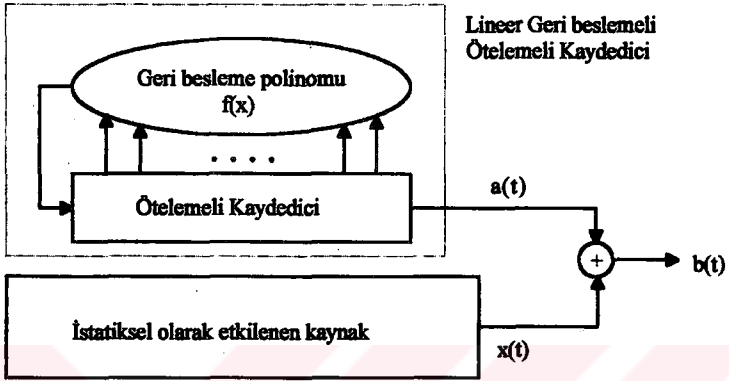 Lineer Geri beslemeli
Ötelemeli Kaydedici
Geri besleme polinomu
f(x)
. . . .
Ötelemeli Kaydedici
a(t)
+
b(t)
İstatiksel olarak etkilenen kaynak
x(t)